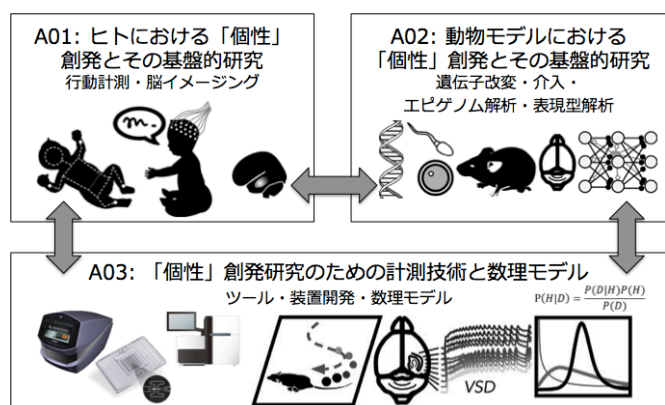 A01: ヒトにおける「個性」
創発とその基盤的研究
行動計測・脳イメージング
m.
A02: 動物モデルにおける
「個性」創発とその基盤的研究
遺伝子改変・介入・
エピゲノム解析・表現型解析
A03: 「個性」創発研究のための計測技術と数理モデル
ツール・装置開発・数理モデル
P(H|D) = P(D|H)P(H)
P(D)
VSD